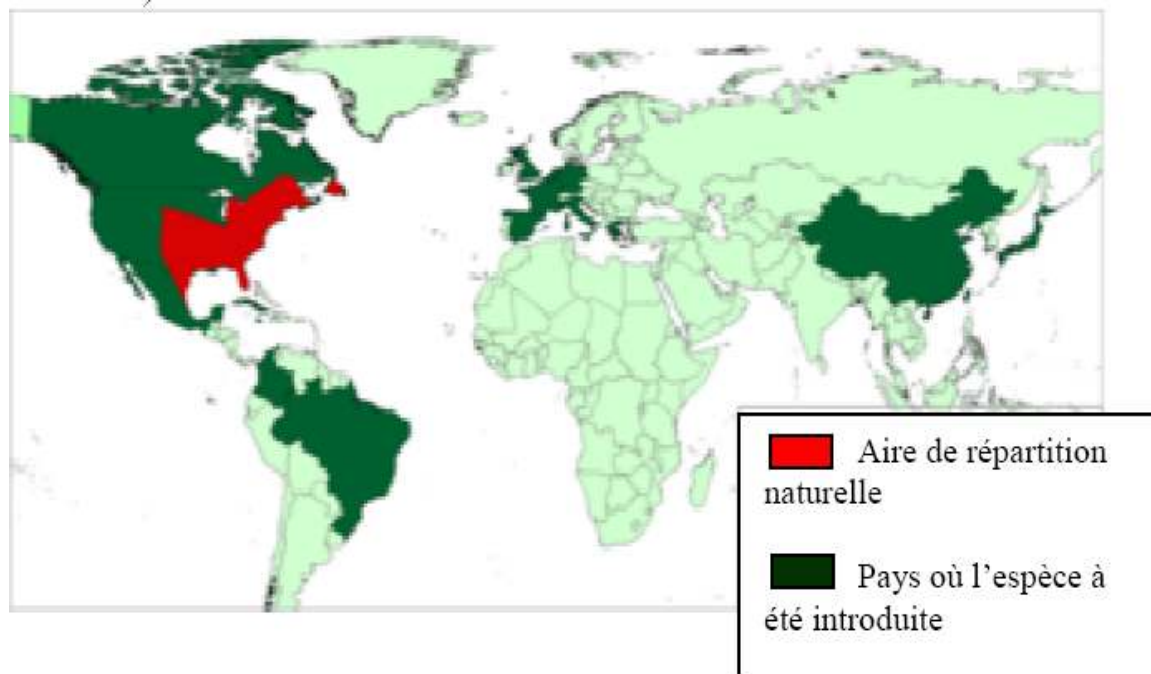 Aire de répartition
naturelle
Pays où l'espèce à
été introduite